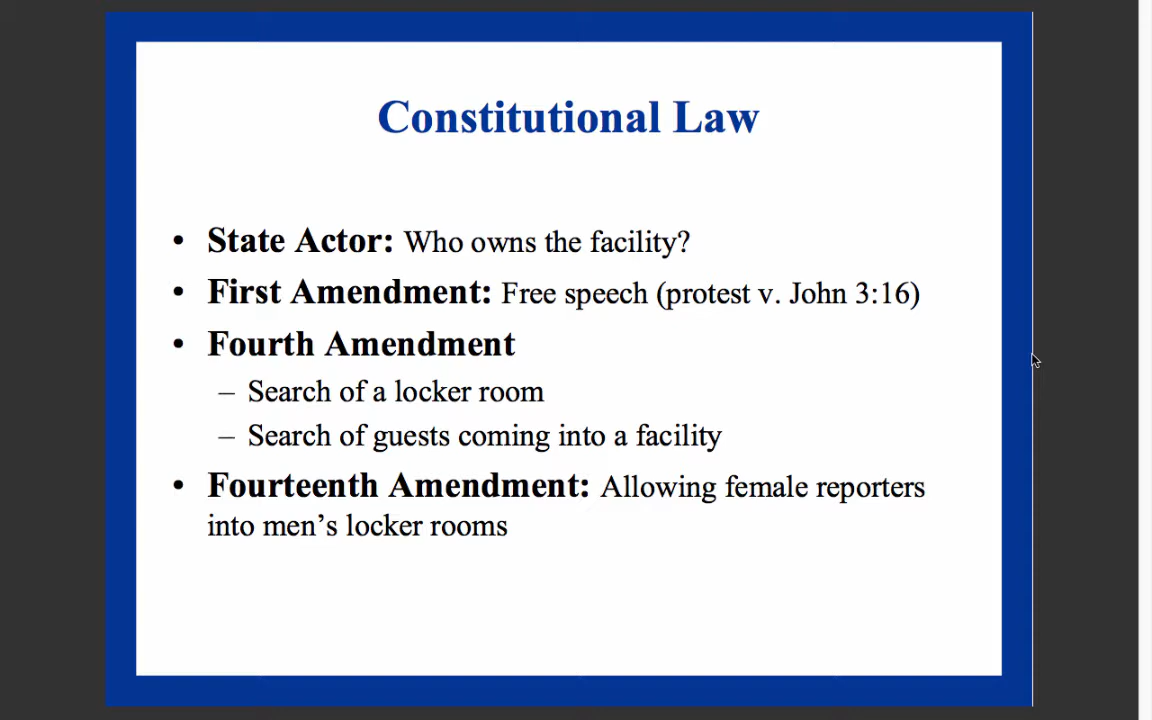 Constitutional Law
• State Actor: Who owns the facility?
• First Amendment: Free speech (protest v. John 3:16)
• Fourth Amendment
– Search of a locker room
– Search of guests coming into a facility
• Fourteenth Amendment: Allowing female reporters
into men’s locker rooms